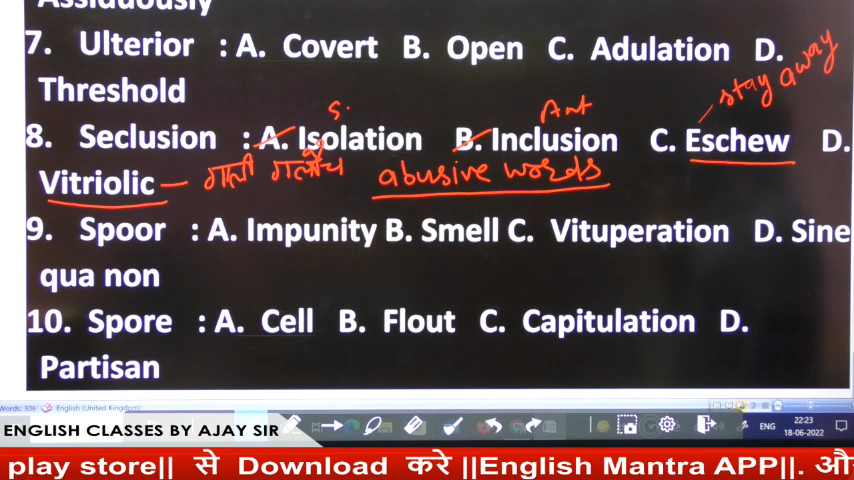 Assiduously
7. Ulterior : A. Covert B. Open C. Adulation D.
Threshold
stay away
S. Ant
8. Seclusion : A. Isolation B. Inclusion C. Eschew D.
Vitriolic — गाली गलौच abusive words
9. Spoor : A. Impunity B. Smell C. Vituperation D. Sine
qua non
10. Spore : A. Cell B. Flout C. Capitulation D.
Partisan
Words: 306 English (United Kingdom)
ENGLISH CLASSES BY AJAY SIR
ENG 22:23
18-06-2022
play store|| से Download करे ||English Mantra APP||. औ